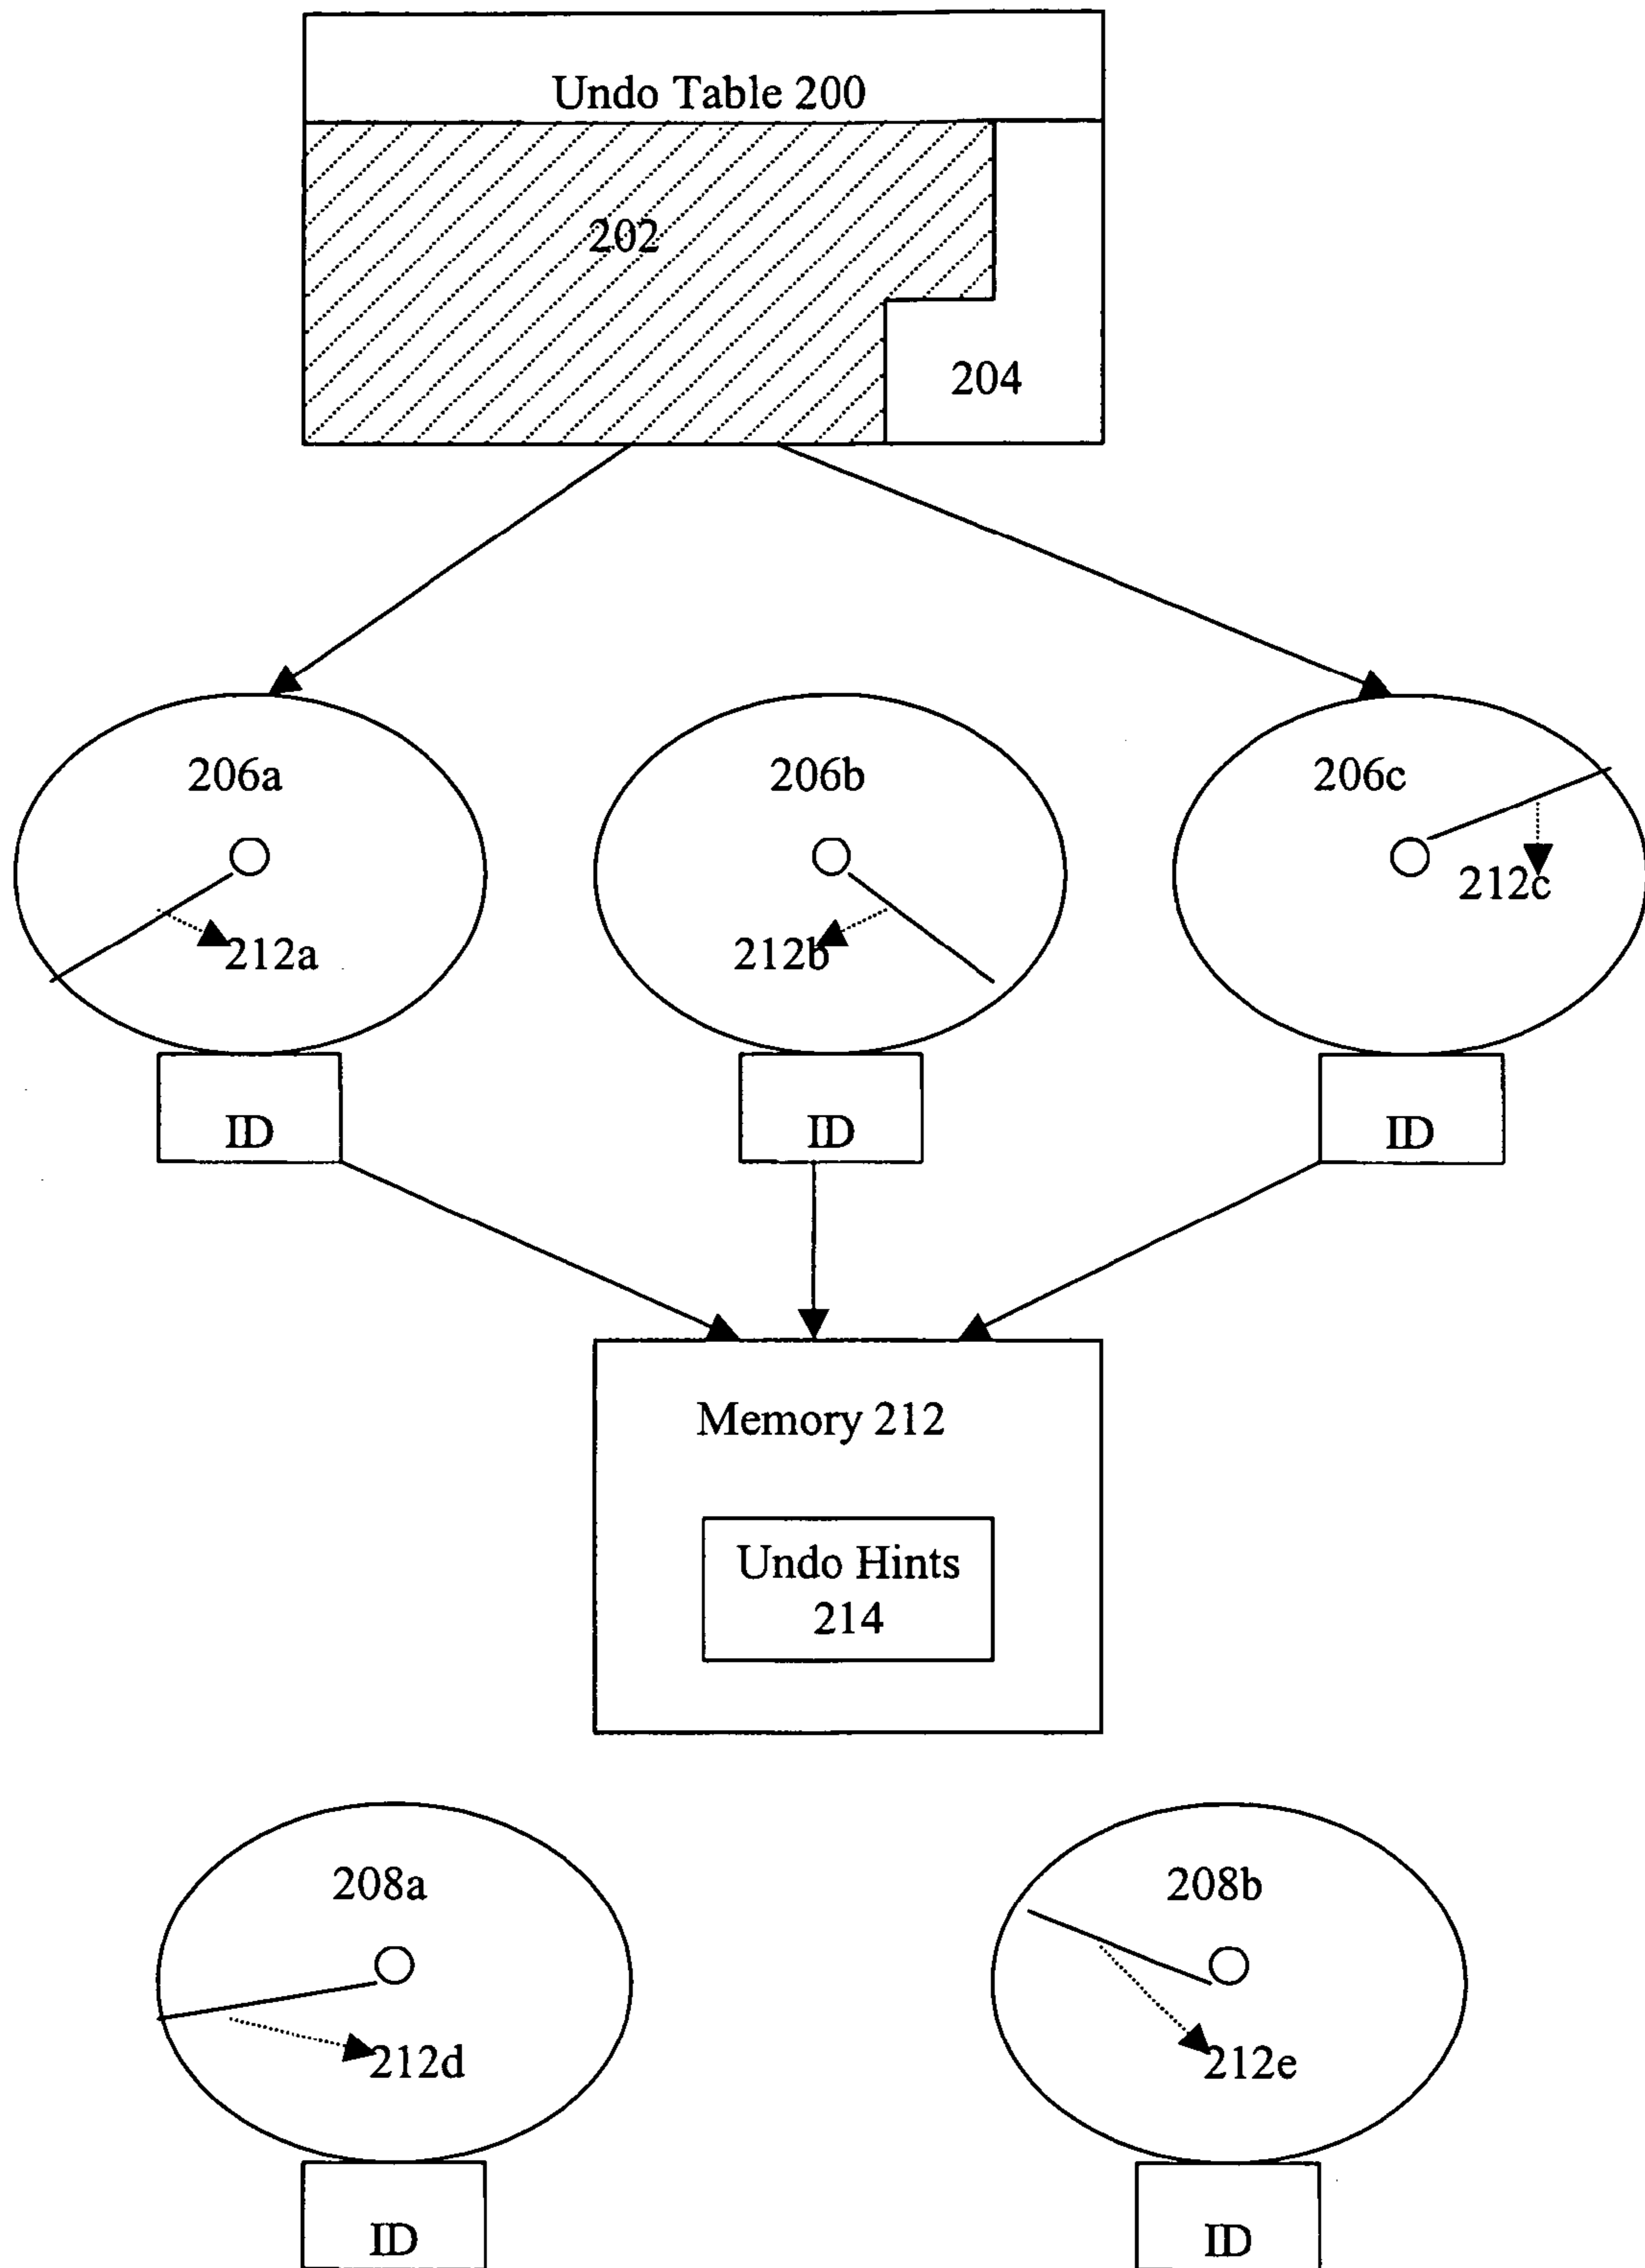 Undo Table 200
202
204
206a
206b
206c
212a
212b
212c
ID
ID
ID
Memory 212
Undo Hints
214
208a
208b
212d
212e
ID
ID